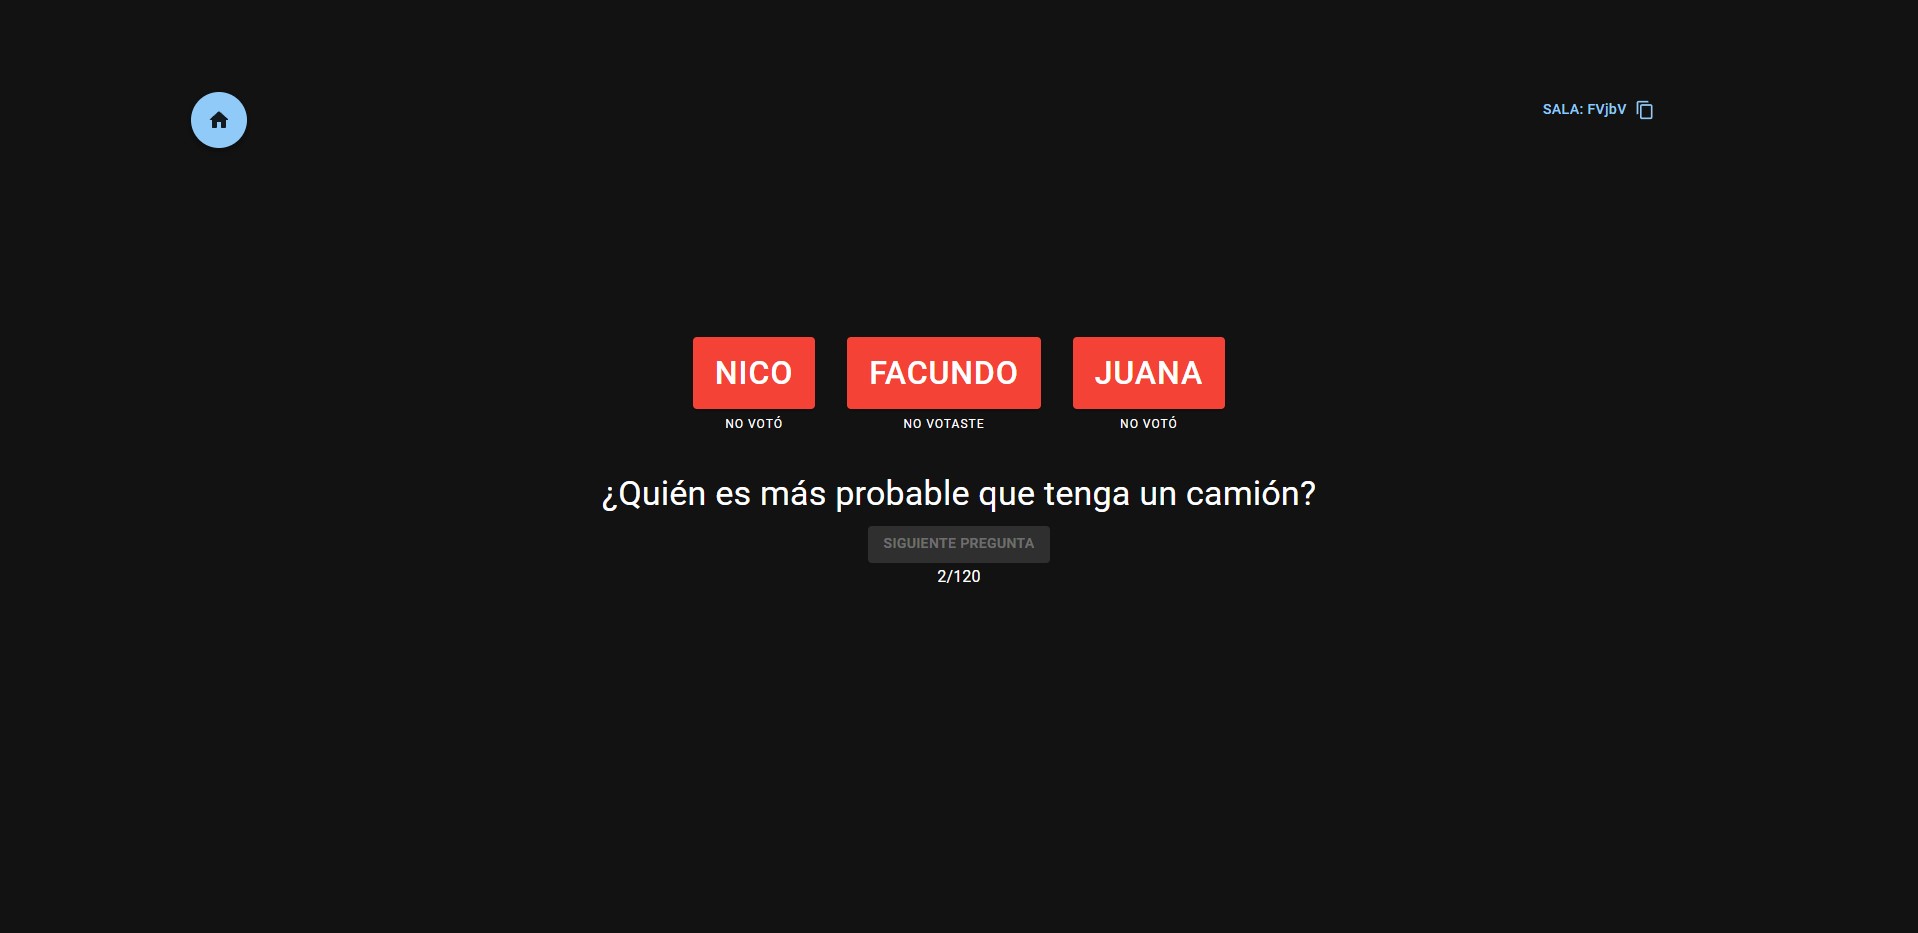 SALA: FVjbV
NICO FACUNDO JUANA
NO VOTÓ NO VOTASTE NO VOTÓ
¿Quién es más probable que tenga un camión?
SIGUIENTE PREGUNTA
2/120